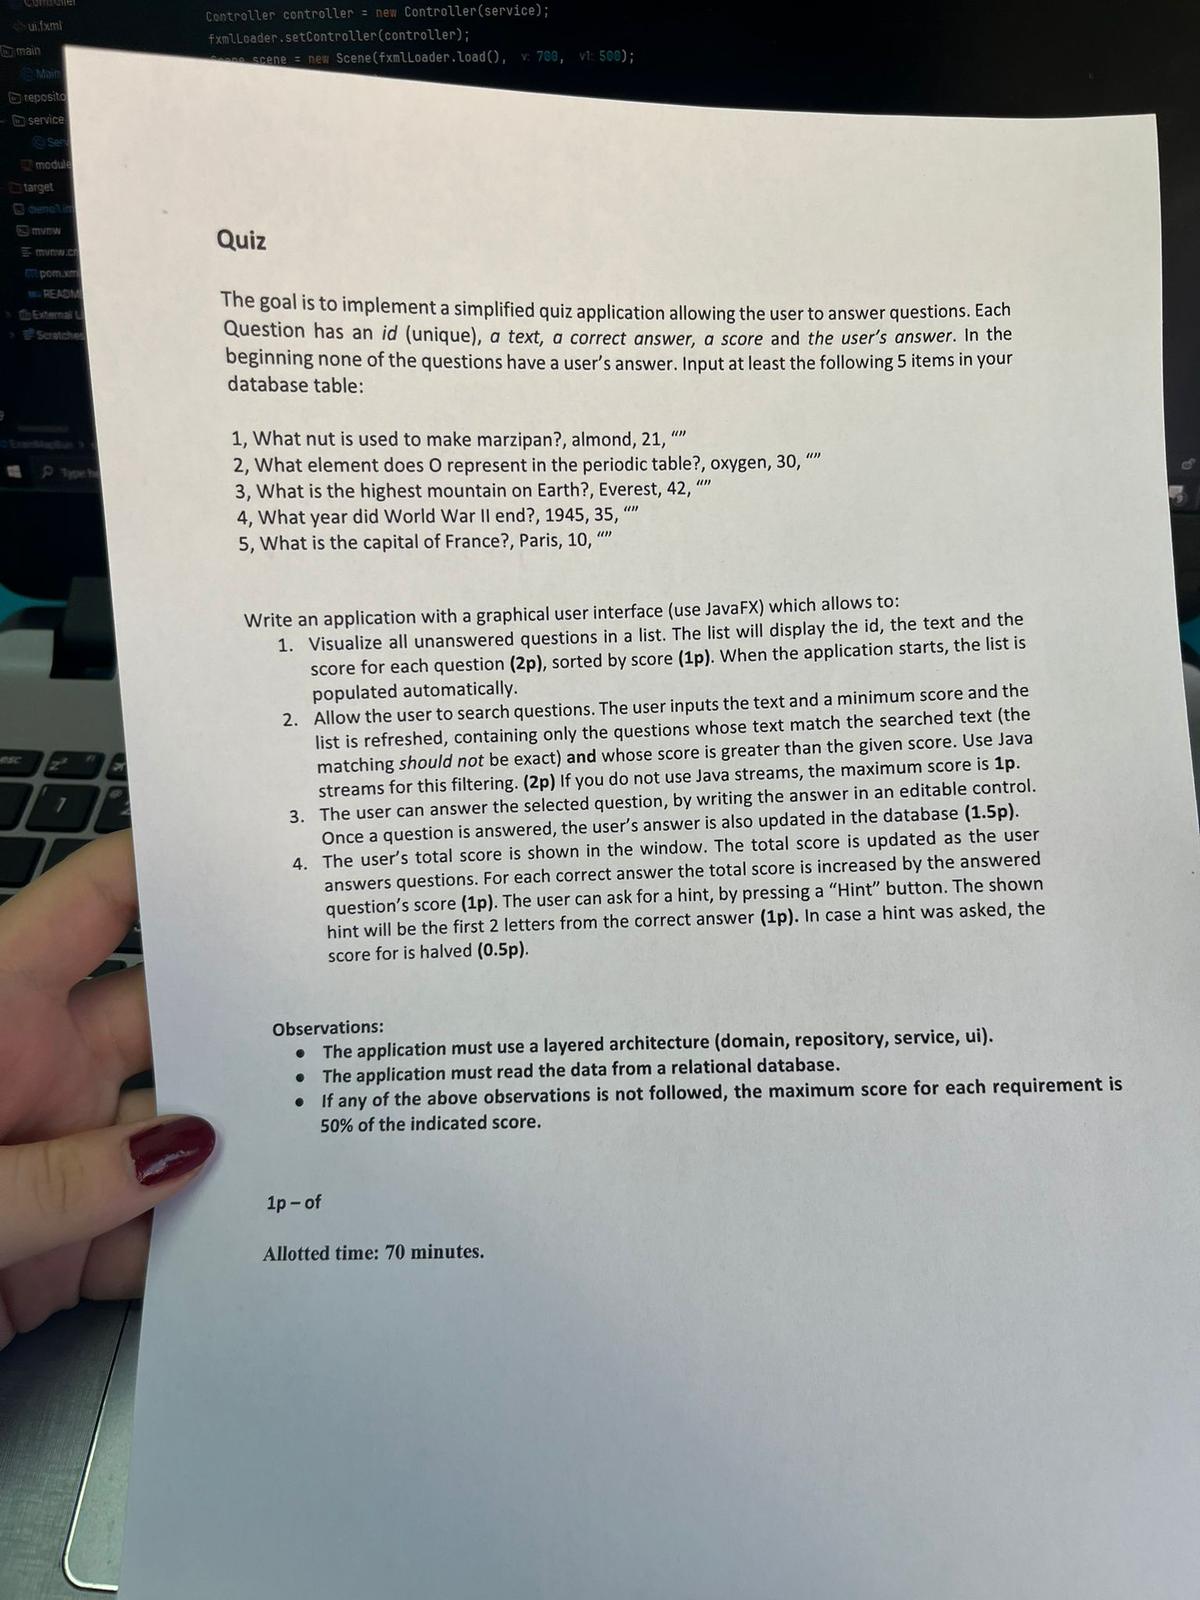 Controller controller = new Controller(service);
ui.fxml
fxmlLoader.setController(controller);
main
scene = new Scene(fxmlLoader.load(), v: 700, v1: 500);
Main
reposito
service
Serv
module
target
demo1.im
mvnw
mvnw.c
pom.xm
READM
External L
Scratches
Type he
esc
1
Quiz
The goal is to implement a simplified quiz application allowing the user to answer questions. Each
Question has an id (unique), a text, a correct answer, a score and the user's answer. In the
beginning none of the questions have a user's answer. Input at least the following 5 items in your
database table:
1, What nut is used to make marzipan?, almond, 21, “”
2, What element does O represent in the periodic table?, oxygen, 30, “”
3, What is the highest mountain on Earth?, Everest, 42, “”
4, What year did World War II end?, 1945, 35, “”
5, What is the capital of France?, Paris, 10, “”
Write an application with a graphical user interface (use JavaFX) which allows to:
1. Visualize all unanswered questions in a list. The list will display the id, the text and the
score for each question (2p), sorted by score (1p). When the application starts, the list is
populated automatically.
2. Allow the user to search questions. The user inputs the text and a minimum score and the
list is refreshed, containing only the questions whose text match the searched text (the
matching should not be exact) and whose score is greater than the given score. Use Java
streams for this filtering. (2p) If you do not use Java streams, the maximum score is 1p.
3. The user can answer the selected question, by writing the answer in an editable control.
Once a question is answered, the user's answer is also updated in the database (1.5p).
4. The user's total score is shown in the window. The total score is updated as the user
answers questions. For each correct answer the total score is increased by the answered
question's score (1p). The user can ask for a hint, by pressing a “Hint” button. The shown
hint will be the first 2 letters from the correct answer (1p). In case a hint was asked, the
score for is halved (0.5p).
Observations:
• The application must use a layered architecture (domain, repository, service, ui).
• The application must read the data from a relational database.
• If any of the above observations is not followed, the maximum score for each requirement is
50% of the indicated score.
1p – of
Allotted time: 70 minutes.